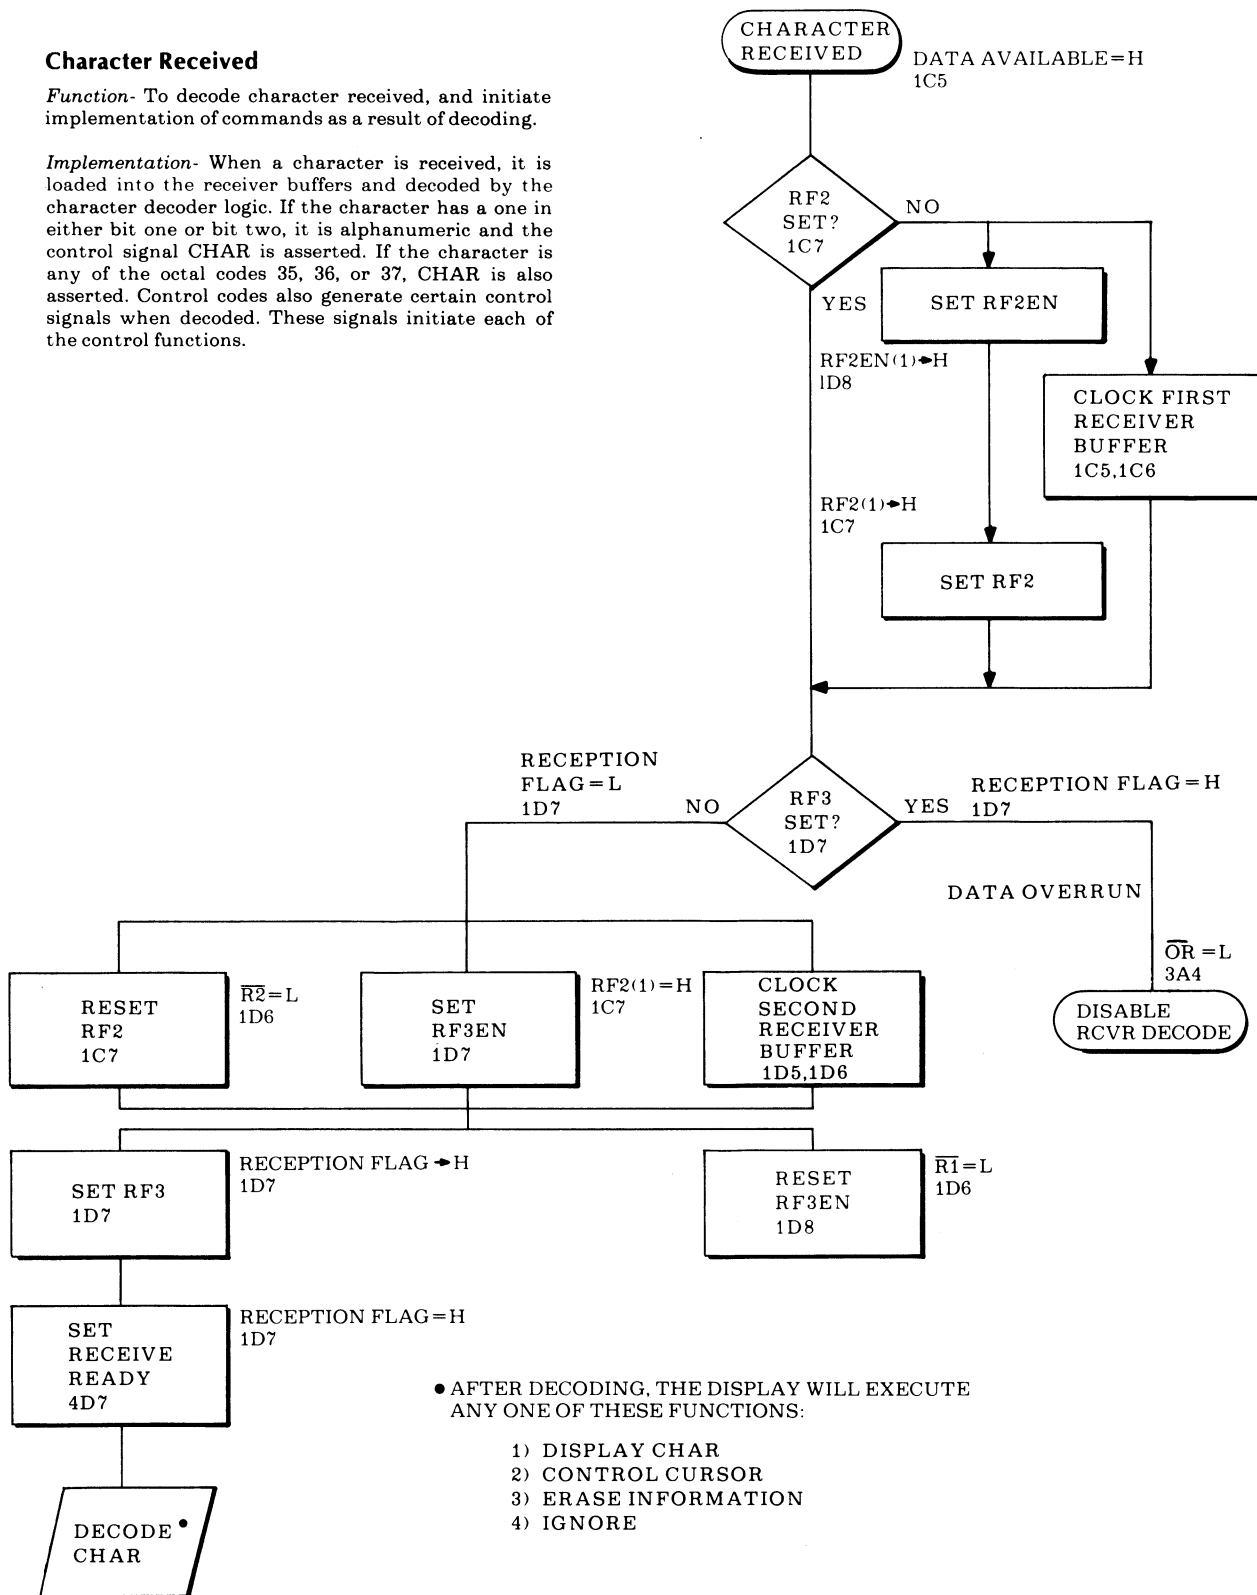 Character Received
Function- To decode character received, and initiate
implementation of commands as a result of decoding.
Implementation- When a character is received, it is
loaded into the receiver buffers and decoded by the
character decoder logic. If the character has a one in
either bit one or bit two, it is alphanumeric and the
control signal CHAR is asserted. If the character is
any of the octal codes 35, 36, or 37, CHAR is also
asserted. Control codes also generate certain control
signals when decoded. These signals initiate each of
the control functions.
CHARACTER
RECEIVED
DATA AVAILABLE=H
1C5
RF2
SET?
1C7
NO
YES
SET RF2EN
RF2EN(1)→H
1D8
CLOCK FIRST
RECEIVER
BUFFER
1C5,1C6
RF2(1)→H
1C7
SET RF2
RECEPTION
FLAG=L
1D7
NO
RF3
SET?
1D7
YES
RECEPTION FLAG=H
1D7
DATA OVERRUN
O̅R̅ =L
3A4
DISABLE
RCVR DECODE
RESET
RF2
1C7
R̅2̅=L
1D6
SET
RF3EN
1D7
RF2(1)=H
1C7
CLOCK
SECOND
RECEIVER
BUFFER
1D5,1D6
SET RF3
1D7
RECEPTION FLAG→H
1D7
RESET
RF3EN
1D8
R̅1̅=L
1D6
SET
RECEIVE
READY
4D7
RECEPTION FLAG=H
1D7
DECODE●
CHAR
● AFTER DECODING, THE DISPLAY WILL EXECUTE
ANY ONE OF THESE FUNCTIONS:
1) DISPLAY CHAR
2) CONTROL CURSOR
3) ERASE INFORMATION
4) IGNORE